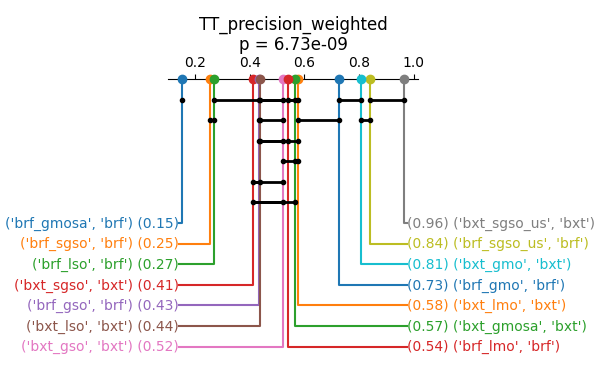 TT_precision_weighted
p = 6.73e-09
0.2 0.4 0.6 0.8 1.0
('brf_gmosa', 'brf') (0.15)
('brf_sgso', 'brf') (0.25)
('brf_lso', 'brf') (0.27)
('bxt_sgso', 'bxt') (0.41)
('brf_gso', 'brf') (0.43)
('bxt_lso', 'bxt') (0.44)
('bxt_gso', 'bxt') (0.52)
(0.96) ('bxt_sgso_us', 'bxt')
(0.84) ('brf_sgso_us', 'brf')
(0.81) ('bxt_gmo', 'bxt')
(0.73) ('brf_gmo', 'brf')
(0.58) ('bxt_lmo', 'bxt')
(0.57) ('bxt_gmosa', 'bxt')
(0.54) ('brf_lmo', 'brf')